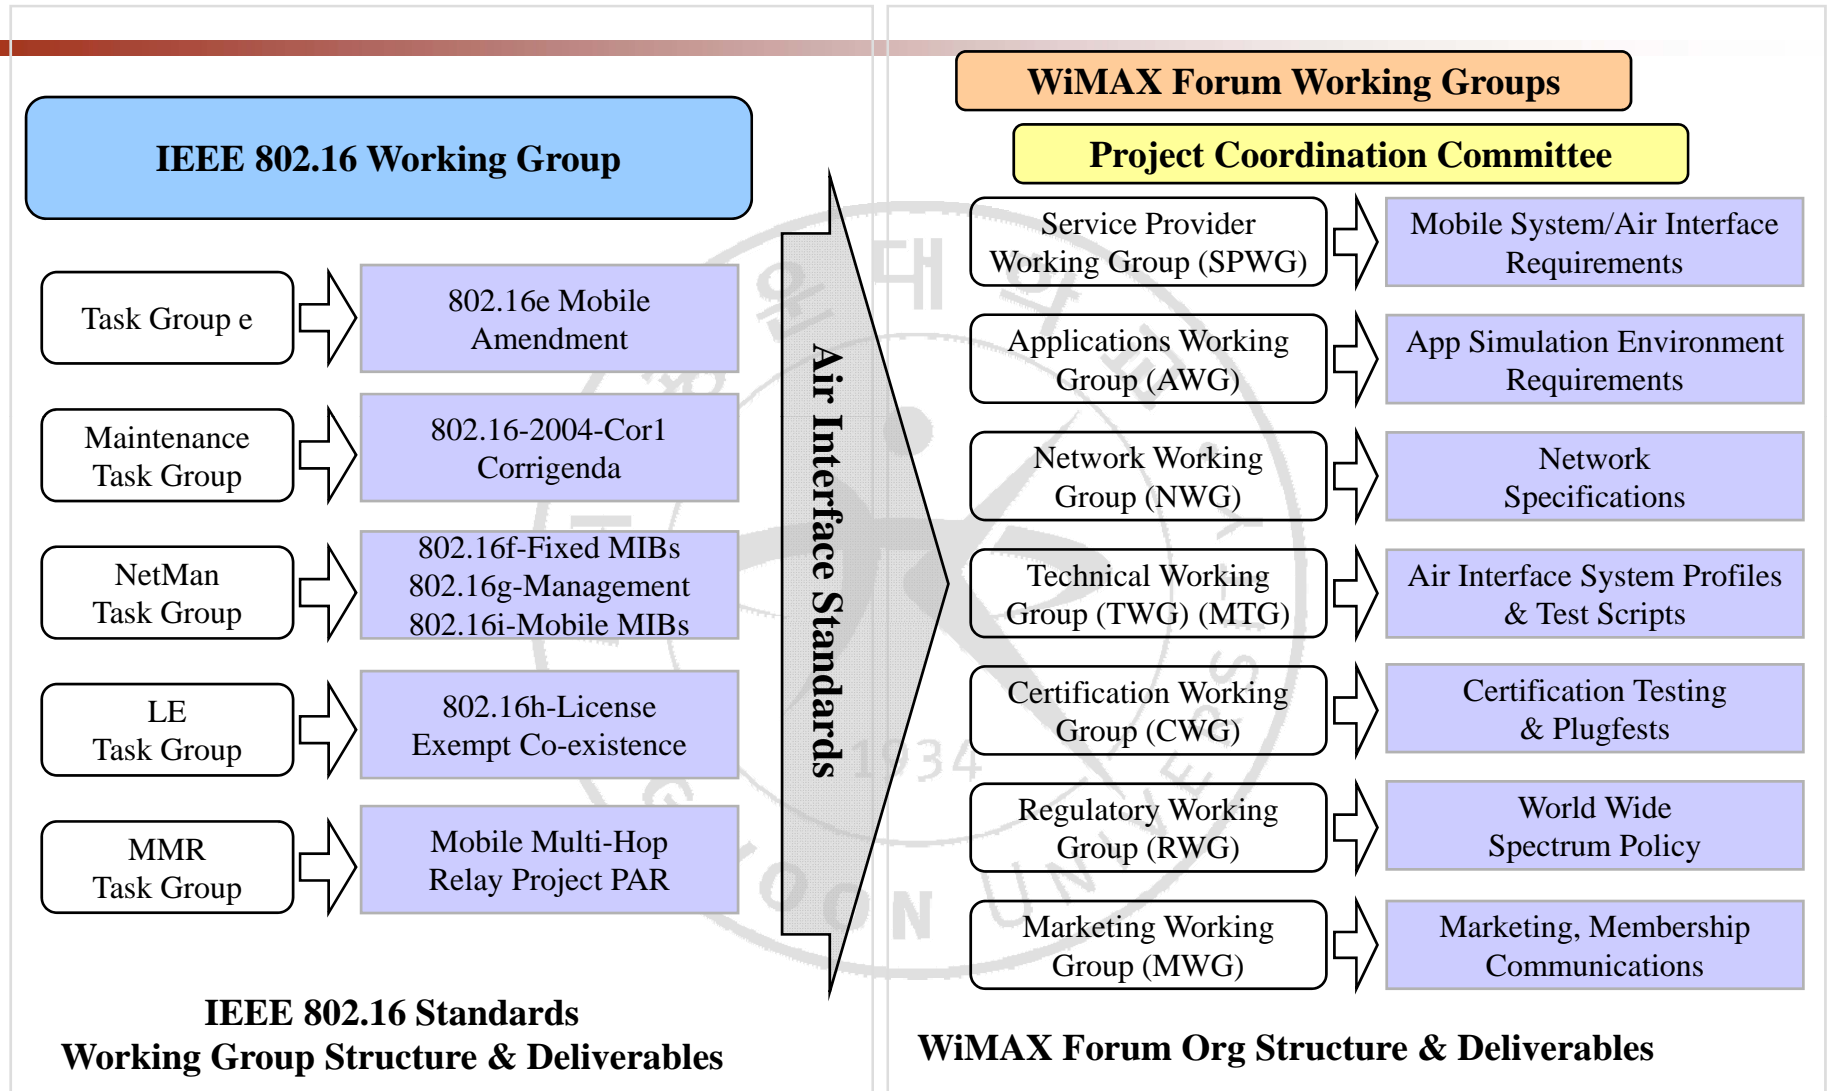 IEEE 802.16 Working Group
Task Group e
802.16e Mobile
Amendment
Maintenance
Task Group
802.16-2004-Cor1
Corrigenda
NetMan
Task Group
802.16f-Fixed MIBs
802.16g-Management
802.16i-Mobile MIBs
LE
Task Group
802.16h-License
Exempt Co-existence
MMR
Task Group
Mobile Multi-Hop
Relay Project PAR
IEEE 802.16 Standards
Working Group Structure & Deliverables
Air Interface Standards
WiMAX Forum Working Groups
Project Coordination Committee
Service Provider
Working Group (SPWG)
Mobile System/Air Interface
Requirements
Applications Working
Group (AWG)
App Simulation Environment
Requirements
Network Working
Group (NWG)
Network
Specifications
Technical Working
Group (TWG) (MTG)
Air Interface System Profiles
& Test Scripts
Certification Working
Group (CWG)
Certification Testing
& Plugfests
Regulatory Working
Group (RWG)
World Wide
Spectrum Policy
Marketing Working
Group (MWG)
Marketing, Membership
Communications
WiMAX Forum Org Structure & Deliverables
1934